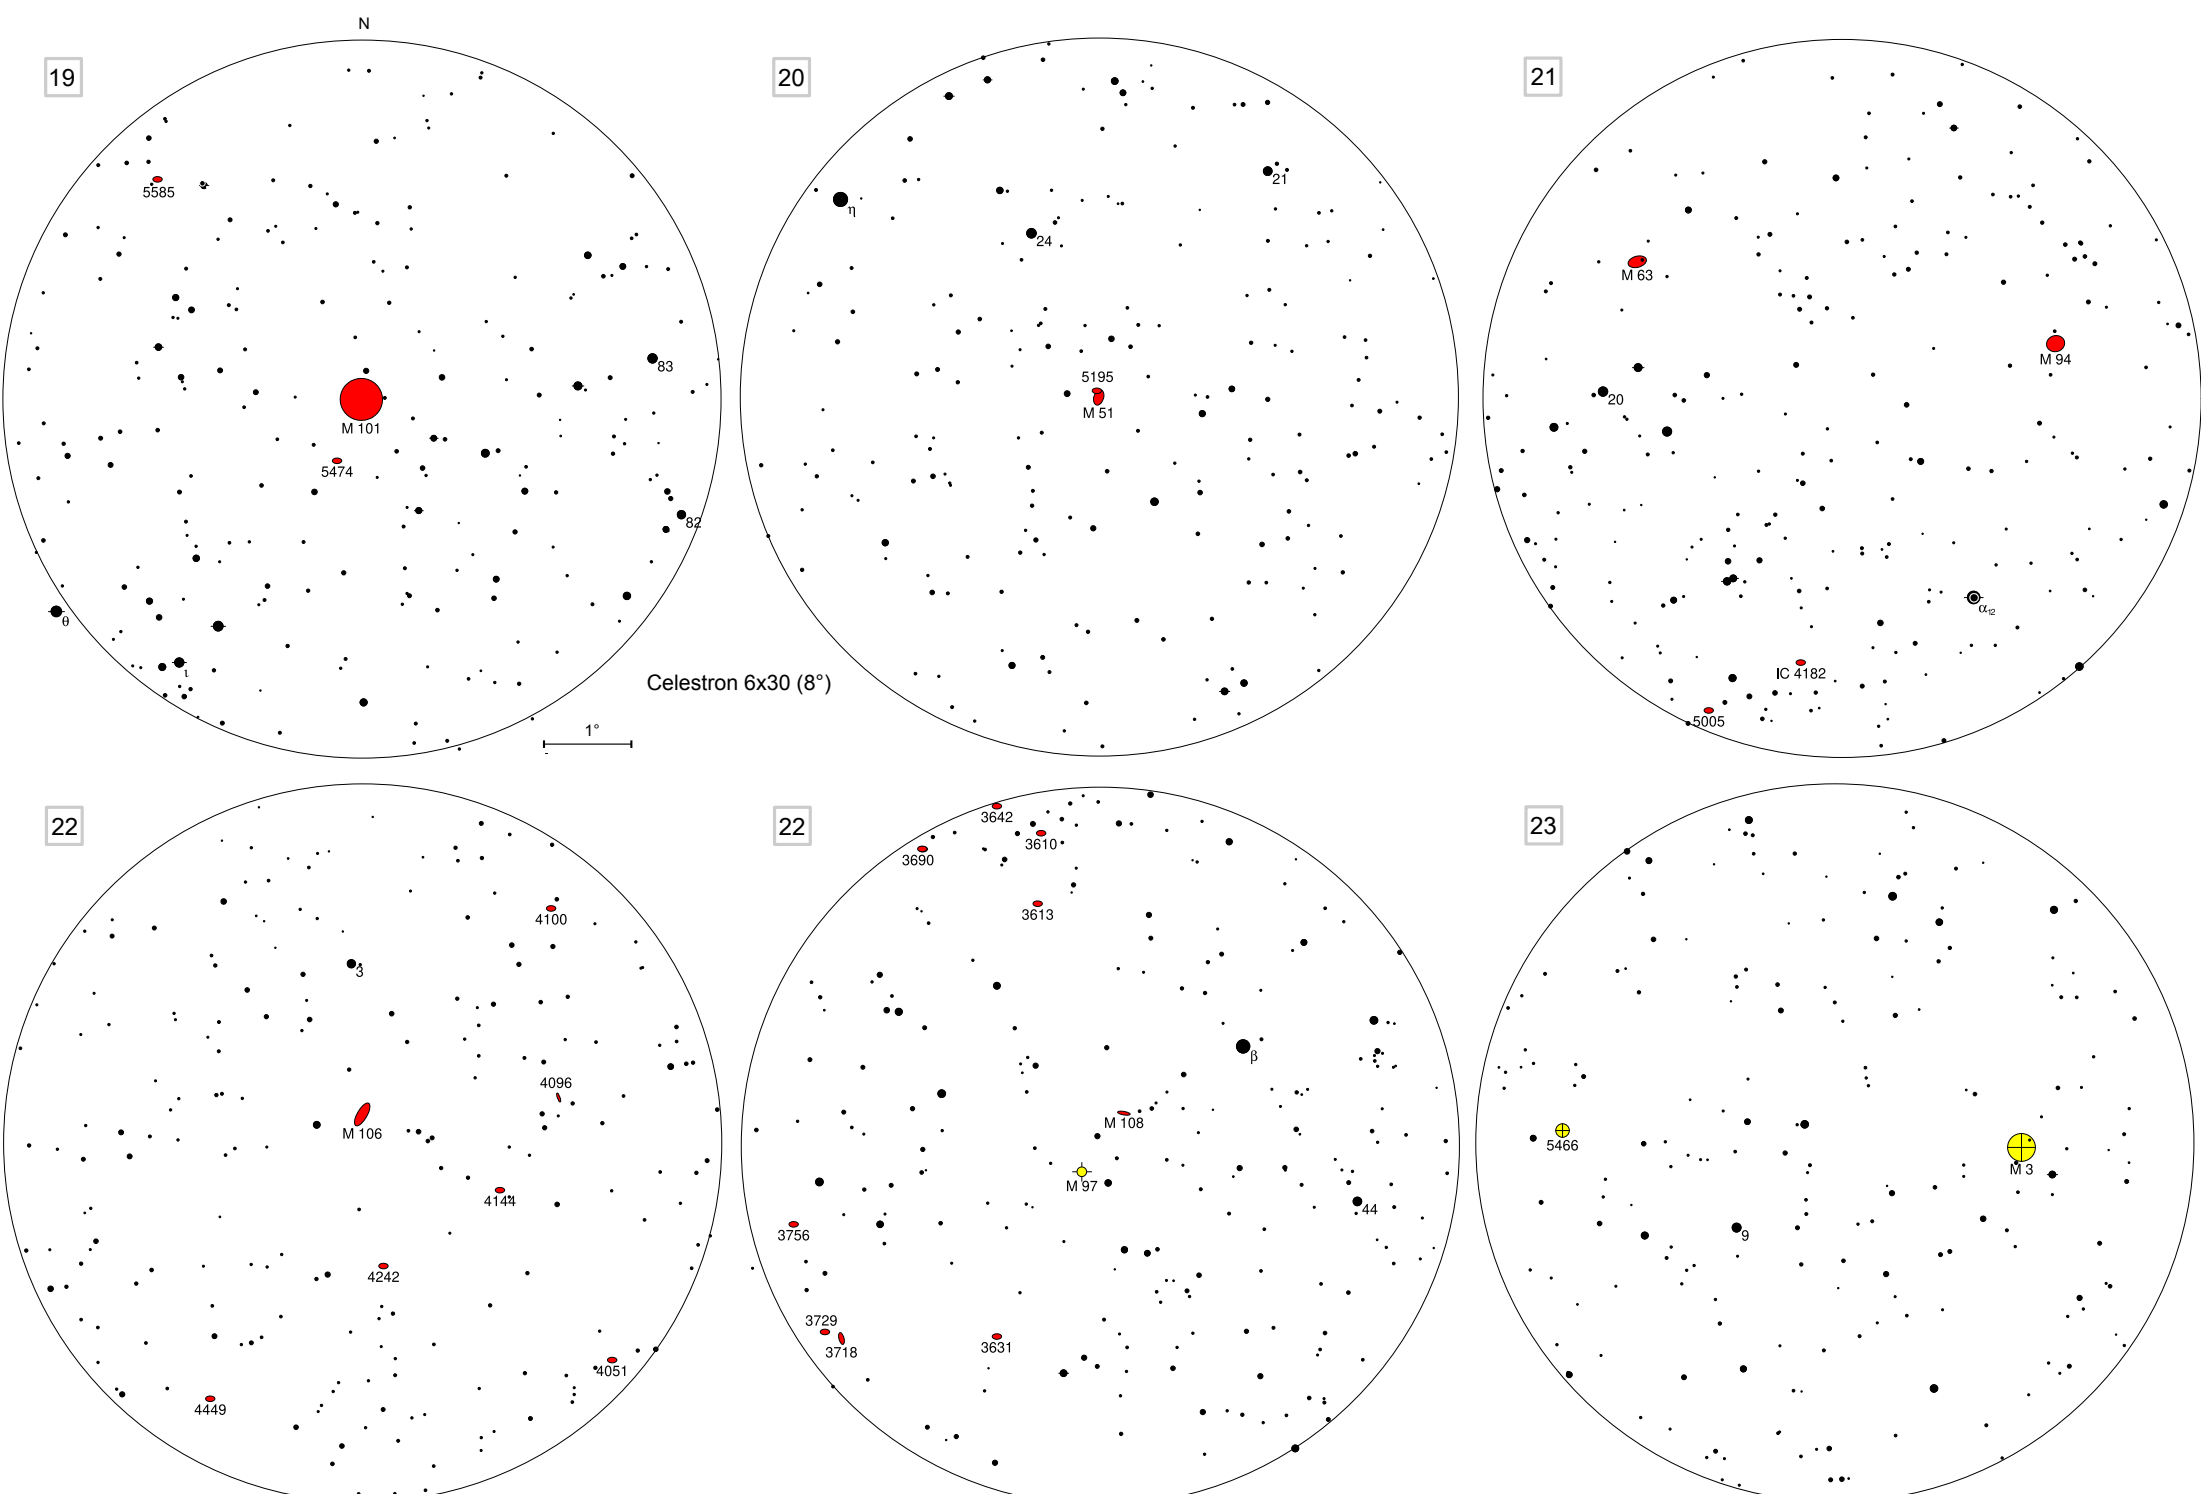 N
19
5585
83
M 101
5474
82
θ
ι
20
η
21
24
5195
M 51
21
M 63
M 94
20
α12
IC 4182
5005
Celestron 6x30 (8°)
1°
22
4100
3
4096
M 106
4144
4242
4051
4449
22
3642
3610
3690
3613
β
M 108
M 97
44
3756
3729
3718
3631
23
5466
M 3
9